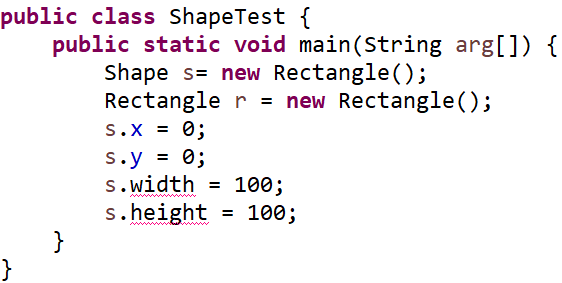 public class ShapeTest {
    public static void main(String arg[]) {
        Shape s= new Rectangle();
        Rectangle r = new Rectangle();
        s.x = 0;
        s.y = 0;
        s.width = 100;
        s.height = 100;
    }
}